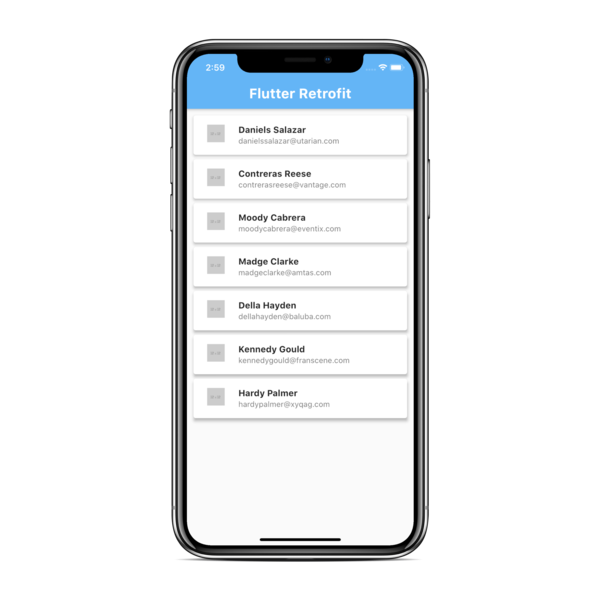 2:59
Flutter Retrofit
Daniels Salazar
danielssalazar@utarian.com
Contreras Reese
contrerasreese@vantage.com
Moody Cabrera
moodycabrera@eventix.com
Madge Clarke
madgeclarke@amtas.com
Della Hayden
dellahayden@baluba.com
Kennedy Gould
kennedygould@franscene.com
Hardy Palmer
hardypalmer@xyqag.com